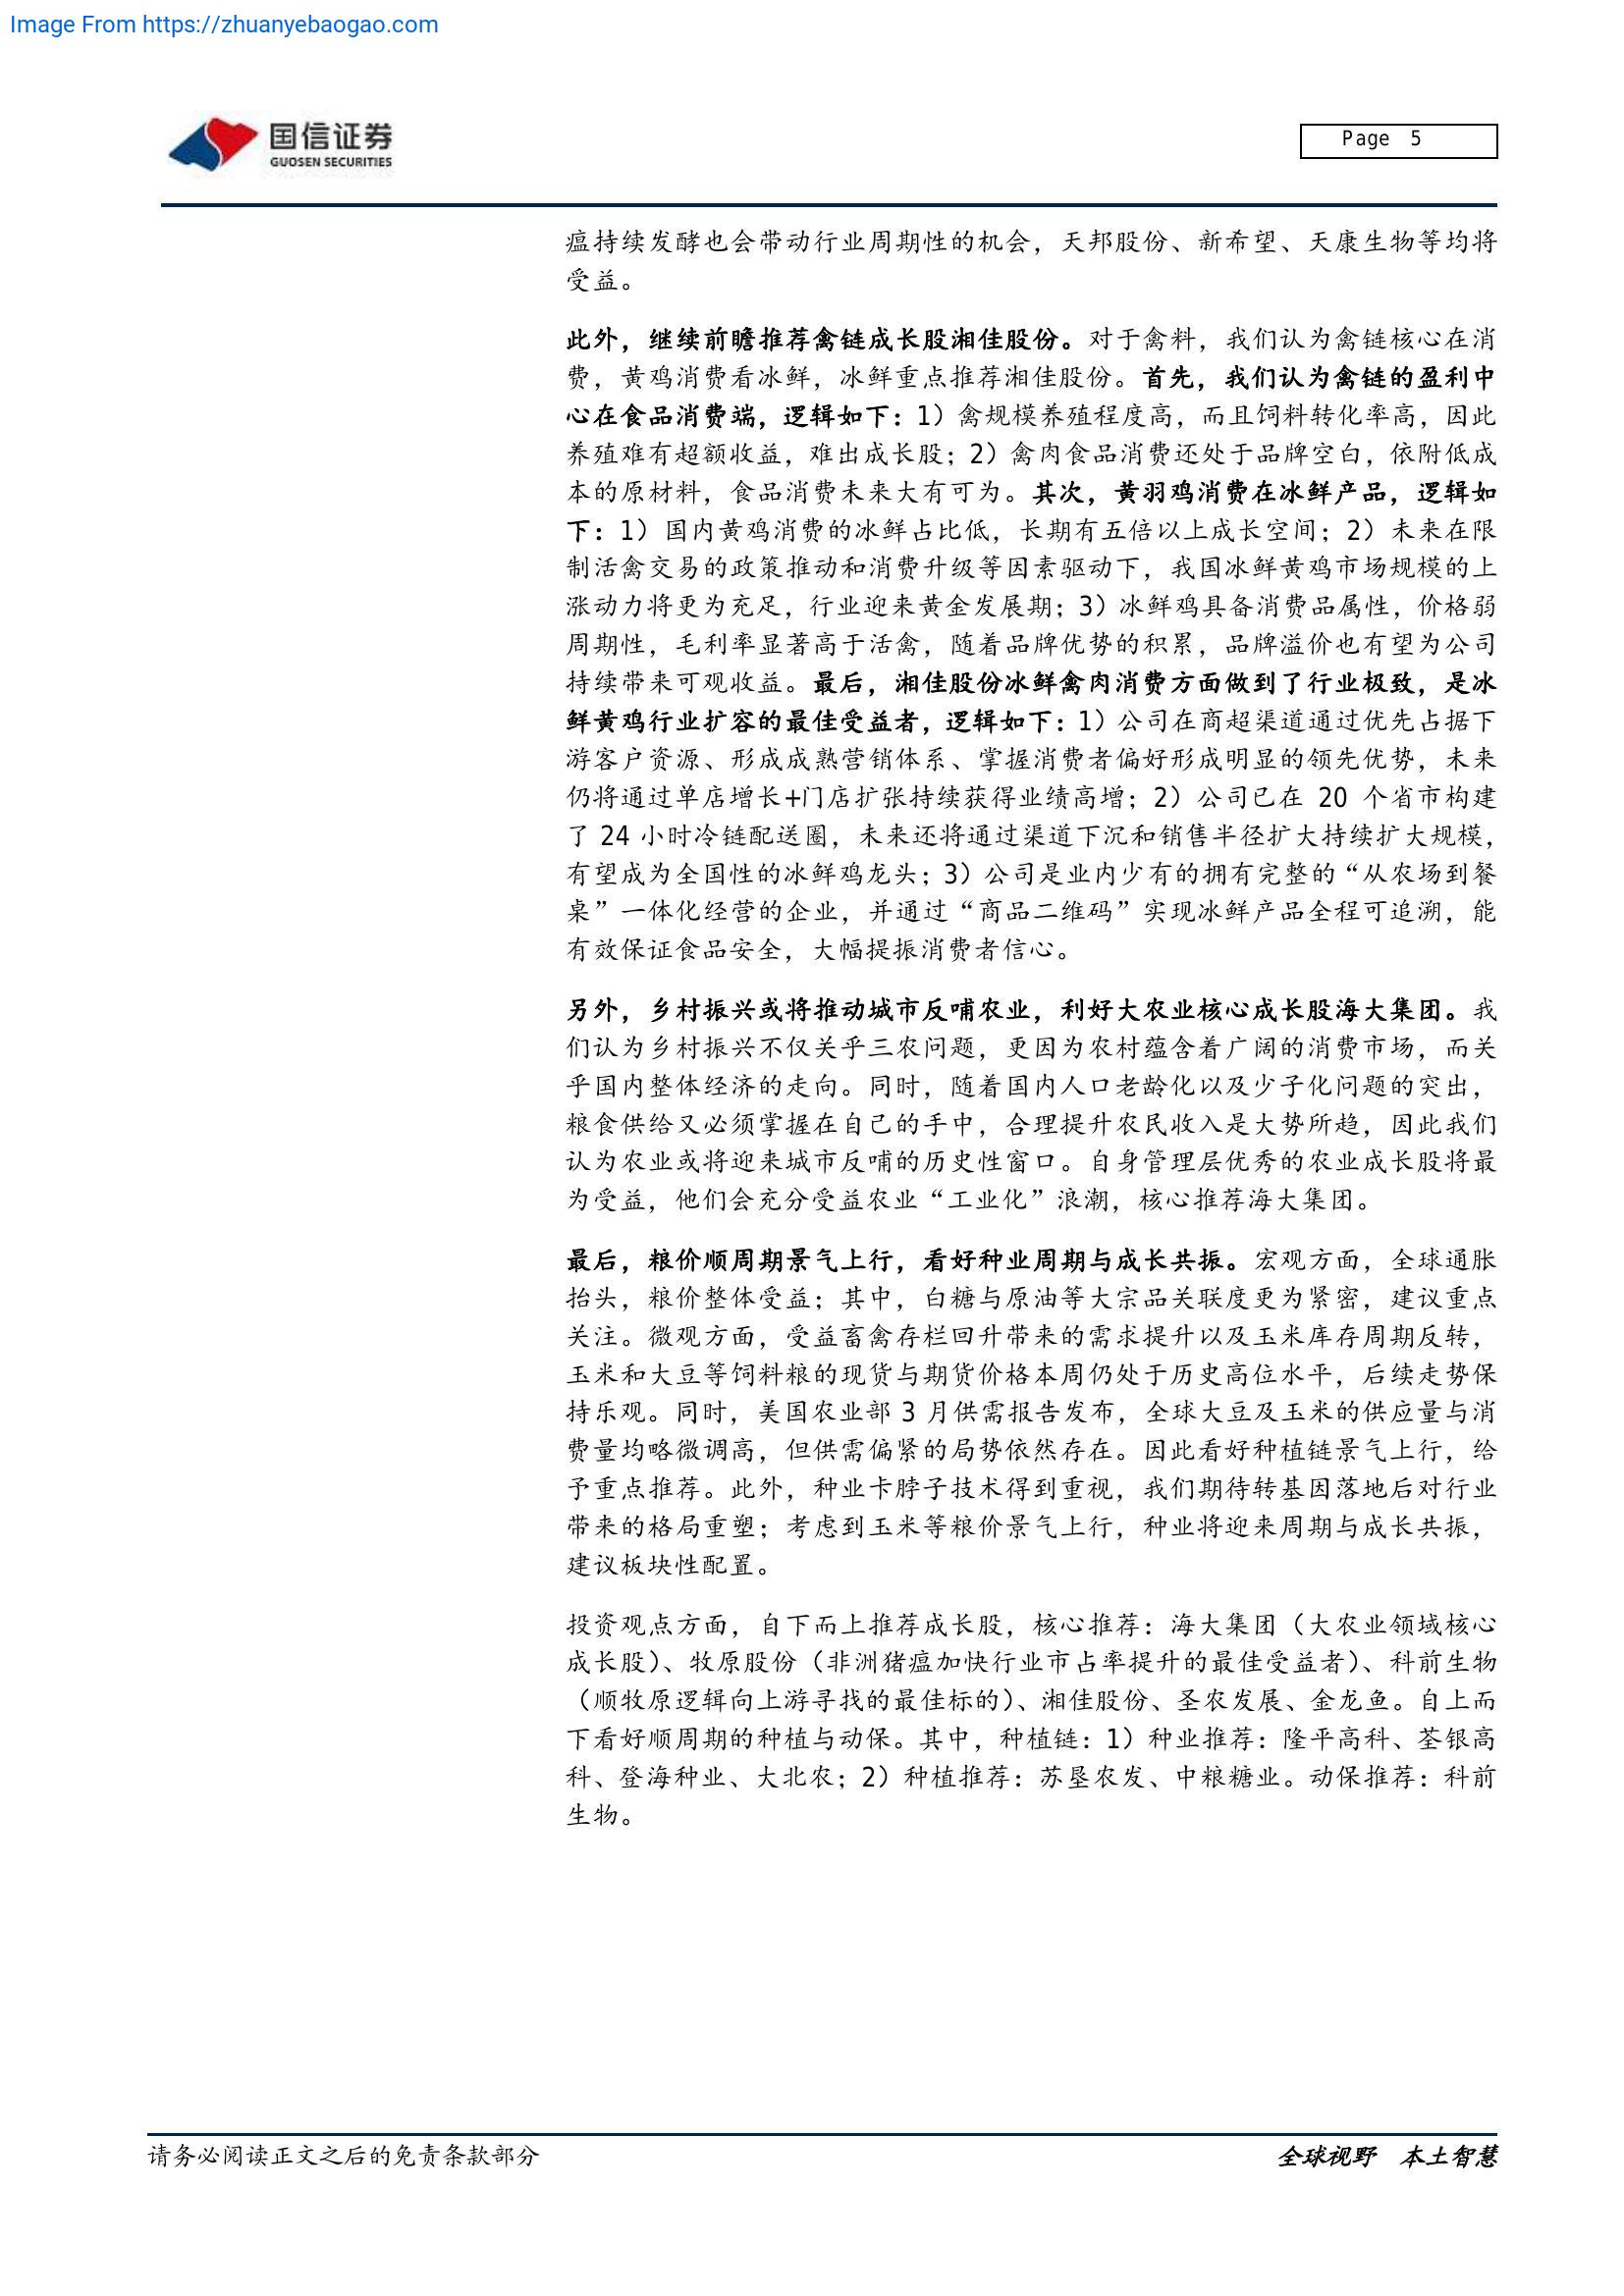 Image From https://zhuanyebaogao.com
国信证券
GUOSEN SECURITIES
Page 5
瘟持续发酵也会带动行业周期性的机会，天邦股份、新希望、天康生物等均将
受益。
此外，继续前瞻推荐禽链成长股湘佳股份。对于禽料，我们认为禽链核心在消
费，黄鸡消费看冰鲜，冰鲜重点推荐湘佳股份。首先，我们认为禽链的盈利中
心在食品消费端，逻辑如下：1）禽规模养殖程度高，而且饲料转化率高，因此
养殖难有超额收益，难出成长股；2）禽肉食品消费还处于品牌空白，依附低成
本的原材料，食品消费未来大有可为。其次，黄羽鸡消费在冰鲜产品，逻辑如
下：1）国内黄鸡消费的冰鲜占比低，长期有五倍以上成长空间；2）未来在限
制活禽交易的政策推动和消费升级等因素驱动下，我国冰鲜黄鸡市场规模的上
涨动力将更为充足，行业迎来黄金发展期；3）冰鲜鸡具备消费品属性，价格弱
周期性，毛利率显著高于活禽，随着品牌优势的积累，品牌溢价也有望为公司
持续带来可观收益。最后，湘佳股份冰鲜禽肉消费方面做到了行业极致，是冰
鲜黄鸡行业扩容的最佳受益者，逻辑如下：1）公司在商超渠道通过优先占据下
游客户资源、形成成熟营销体系、掌握消费者偏好形成明显的领先优势，未来
仍将通过单店增长+门店扩张持续获得业绩高增；2）公司已在 20 个省市构建
了 24 小时冷链配送圈，未来还将通过渠道下沉和销售半径扩大持续扩大规模，
有望成为全国性的冰鲜鸡龙头；3）公司是业内少有的拥有完整的“从农场到餐
桌”一体化经营的企业，并通过“商品二维码”实现冰鲜产品全程可追溯，能
有效保证食品安全，大幅提振消费者信心。
另外，乡村振兴或将推动城市反哺农业，利好大农业核心成长股海大集团。我
们认为乡村振兴不仅关乎三农问题，更因为农村蕴含着广阔的消费市场，而关
乎国内整体经济的走向。同时，随着国内人口老龄化以及少子化问题的突出，
粮食供给又必须掌握在自己的手中，合理提升农民收入是大势所趋，因此我们
认为农业或将迎来城市反哺的历史性窗口。自身管理层优秀的农业成长股将最
为受益，他们会充分受益农业“工业化”浪潮，核心推荐海大集团。
最后，粮价顺周期景气上行，看好种业周期与成长共振。宏观方面，全球通胀
抬头，粮价整体受益；其中，白糖与原油等大宗品关联度更为紧密，建议重点
关注。微观方面，受益畜禽存栏回升带来的需求提升以及玉米库存周期反转，
玉米和大豆等饲料粮的现货与期货价格本周仍处于历史高位水平，后续走势保
持乐观。同时，美国农业部 3 月供需报告发布，全球大豆及玉米的供应量与消
费量均略微调高，但供需偏紧的局势依然存在。因此看好种植链景气上行，给
予重点推荐。此外，种业卡脖子技术得到重视，我们期待转基因落地后对行业
带来的格局重塑；考虑到玉米等粮价景气上行，种业将迎来周期与成长共振，
建议板块性配置。
投资观点方面，自下而上推荐成长股，核心推荐：海大集团（大农业领域核心
成长股）、牧原股份（非洲猪瘟加快行业市占率提升的最佳受益者）、科前生物
（顺牧原逻辑向上游寻找的最佳标的）、湘佳股份、圣农发展、金龙鱼。自上而
下看好顺周期的种植与动保。其中，种植链：1）种业推荐：隆平高科、荃银高
科、登海种业、大北农；2）种植推荐：苏垦农发、中粮糖业。动保推荐：科前
生物。
请务必阅读正文之后的免责条款部分
全球视野 本土智慧